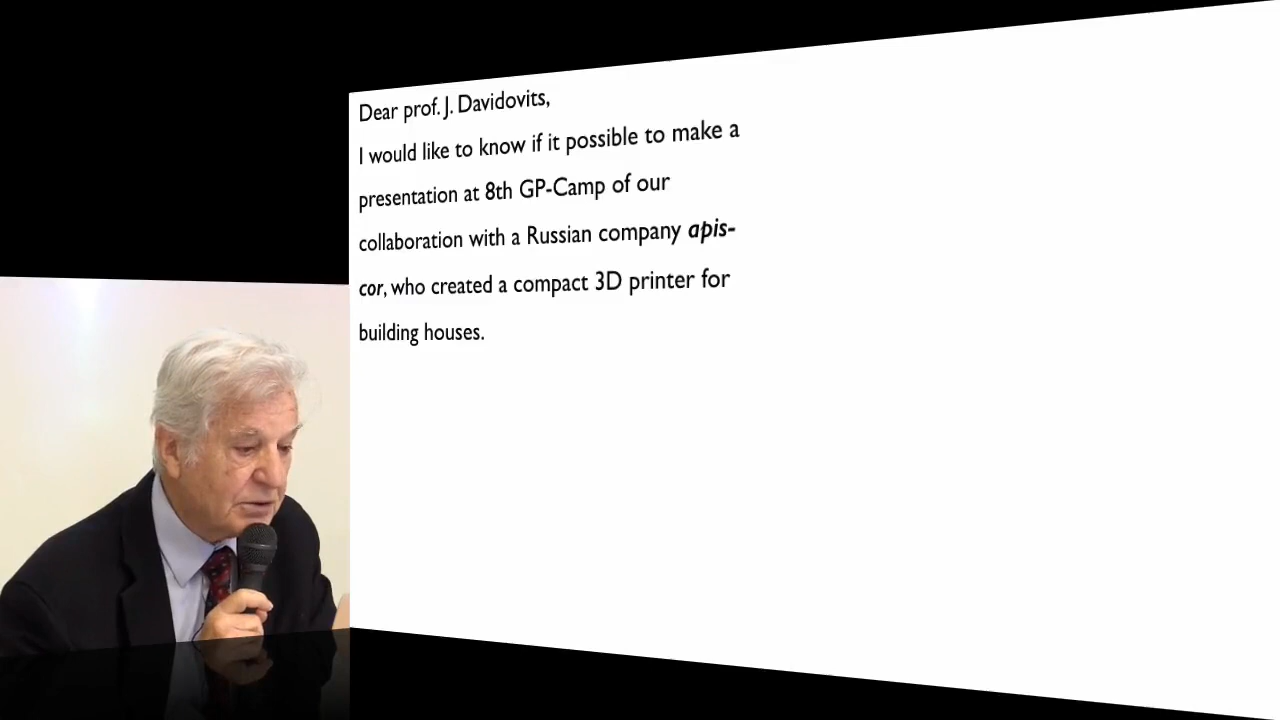 Dear prof. J. Davidovits,
I would like to know if it possible to make a
presentation at 8th GP-Camp of our
collaboration with a Russian company apis-
cor, who created a compact 3D printer for
building houses.